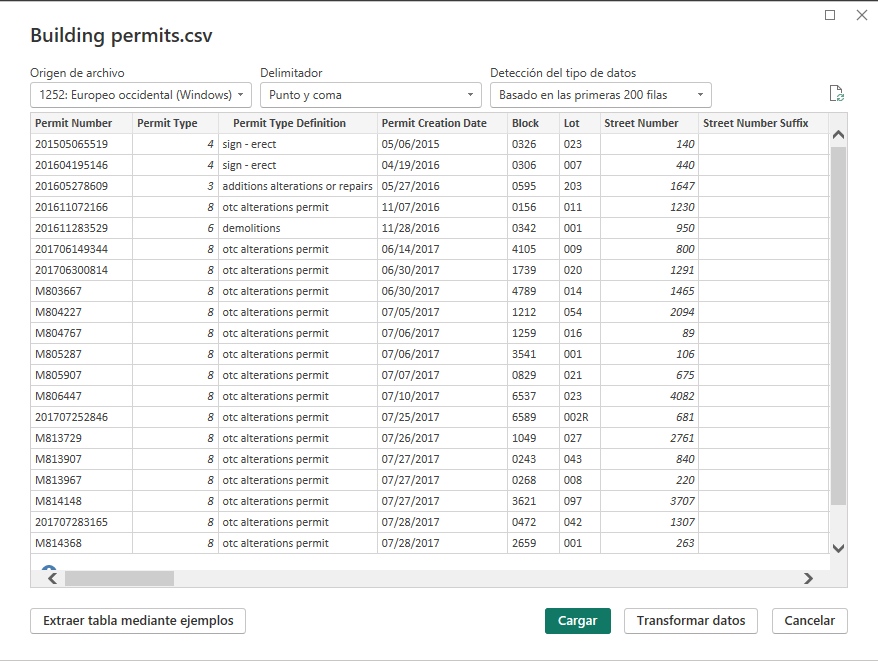 Building permits.csv
Origen de archivo Delimitador Detección del tipo de datos
1252: Europeo occidental (Windows) Punto y coma Basado en las primeras 200 filas
Permit Number Permit Type Permit Type Definition Permit Creation Date Block Lot Street Number Street Number Suffix
201505065519 4 sign - erect 05/06/2015 0326 023 140
201604195146 4 sign - erect 04/19/2016 0306 007 440
201605278609 3 additions alterations or repairs 05/27/2016 0595 203 1647
201611072166 8 otc alterations permit 11/07/2016 0156 011 1230
201611283529 6 demolitions 11/28/2016 0342 001 950
201706149344 8 otc alterations permit 06/14/2017 4105 009 800
201706300814 8 otc alterations permit 06/30/2017 1739 020 1291
M803667 8 otc alterations permit 06/30/2017 4789 014 1465
M804227 8 otc alterations permit 07/05/2017 1212 054 2094
M804767 8 otc alterations permit 07/06/2017 1259 016 89
M805287 8 otc alterations permit 07/06/2017 3541 001 106
M805907 8 otc alterations permit 07/07/2017 0829 021 675
M806447 8 otc alterations permit 07/10/2017 6537 023 4082
201707252846 8 otc alterations permit 07/25/2017 6589 002R 681
M813729 8 otc alterations permit 07/26/2017 1049 027 2761
M813907 8 otc alterations permit 07/27/2017 0243 043 840
M813967 8 otc alterations permit 07/27/2017 0268 008 220
M814148 8 otc alterations permit 07/27/2017 3621 097 3707
201707283165 8 otc alterations permit 07/28/2017 0472 042 1307
M814368 8 otc alterations permit 07/28/2017 2659 001 263
Extraer tabla mediante ejemplos Cargar Transformar datos Cancelar